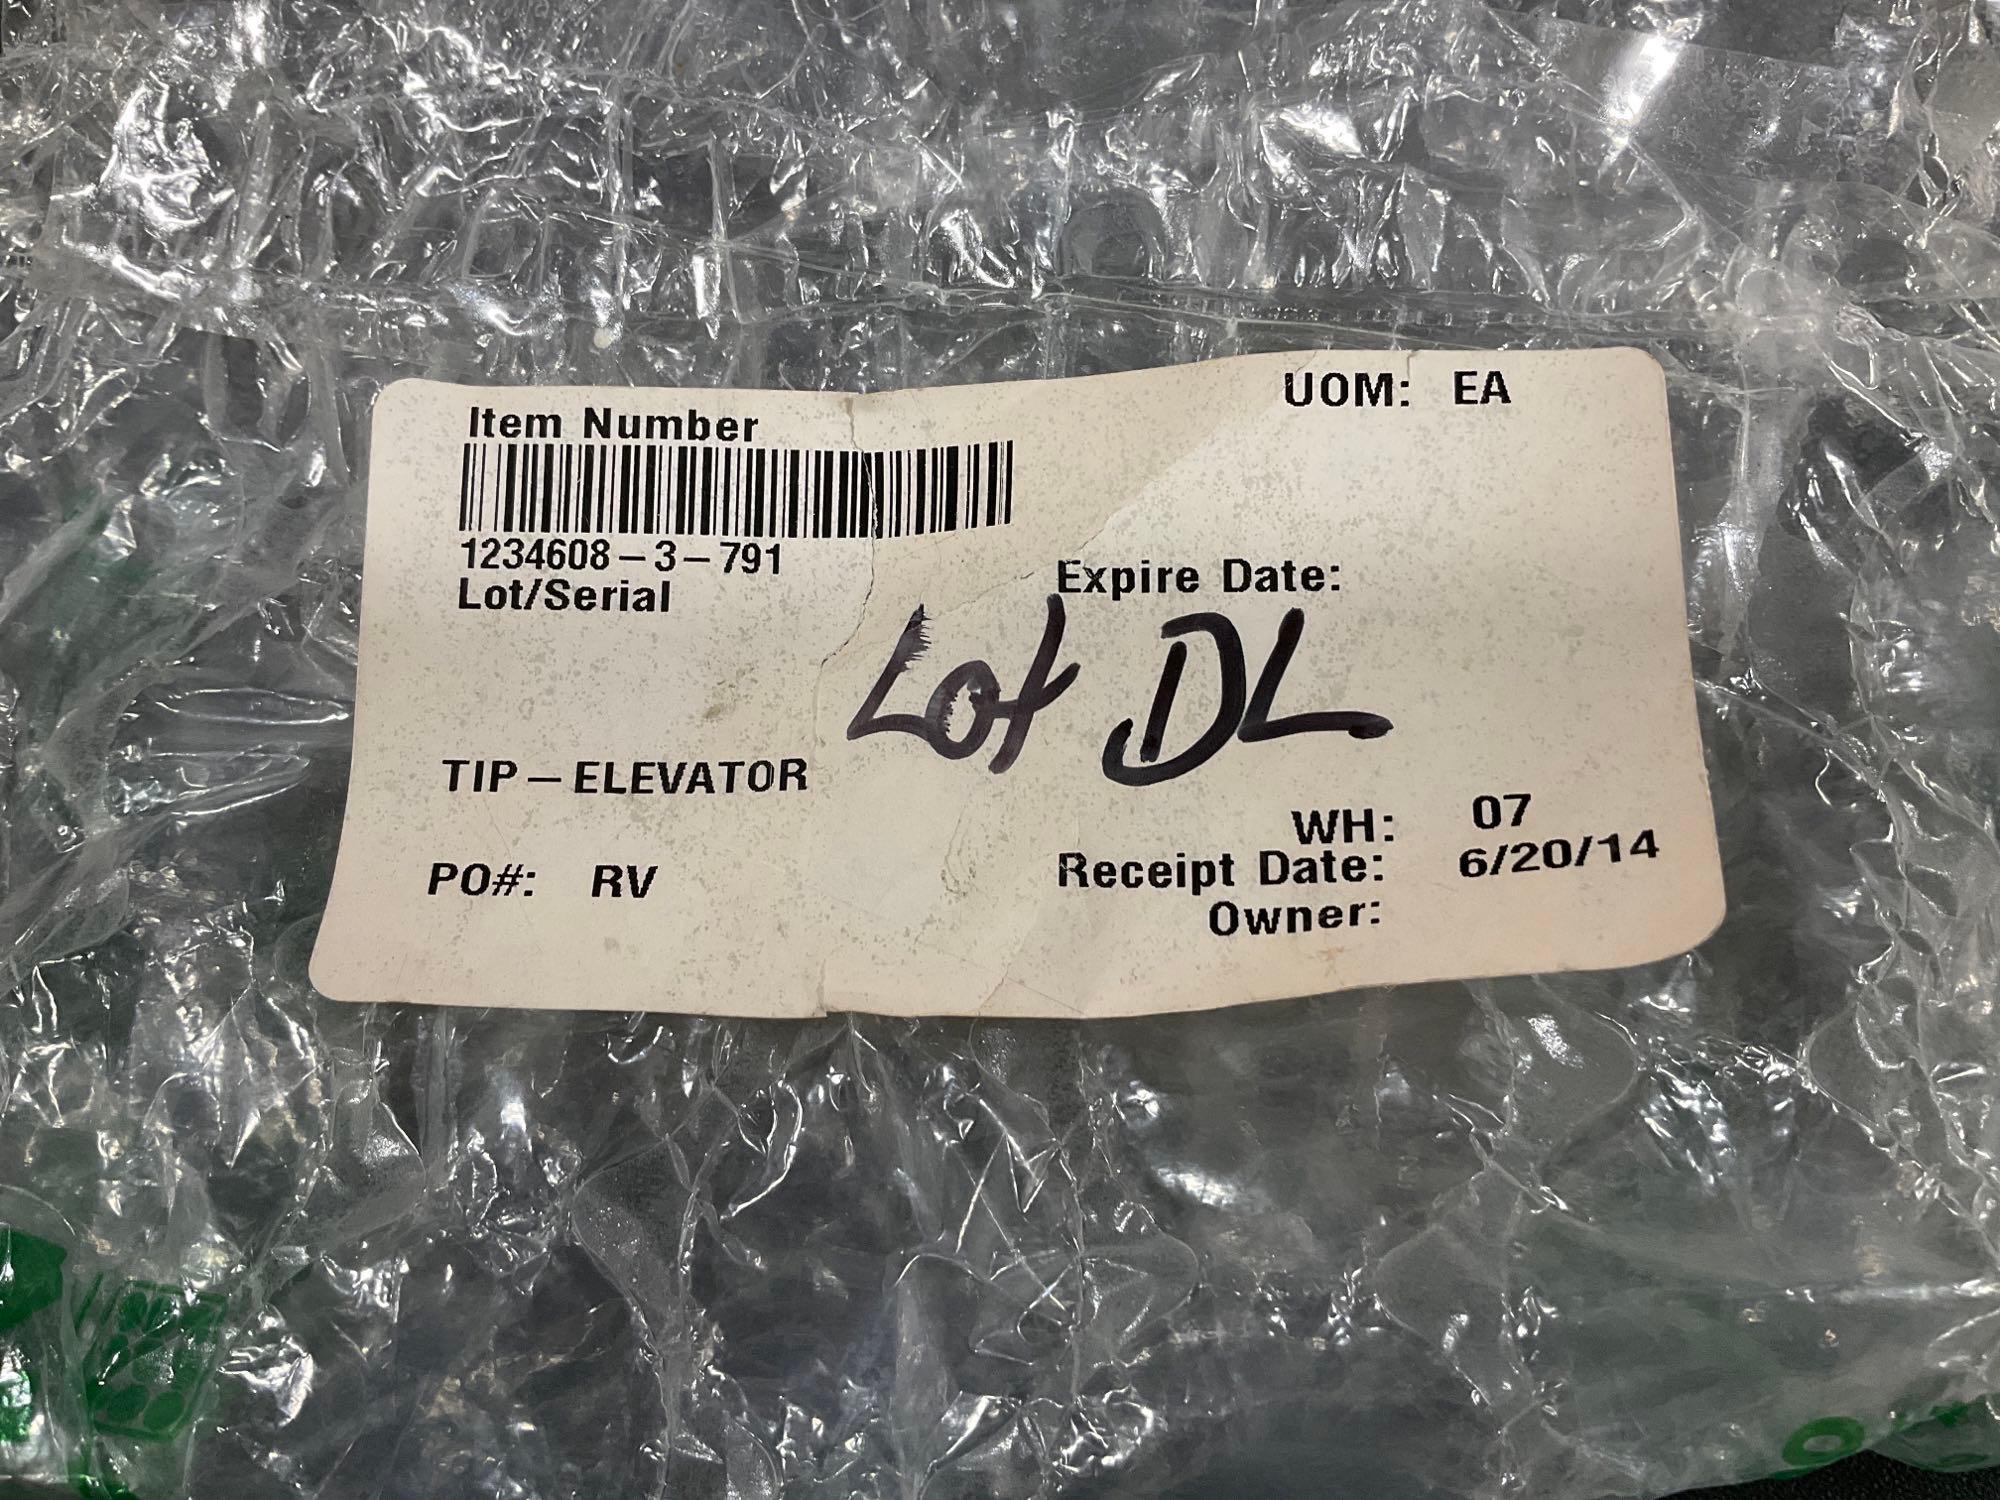 Item Number
UOM: EA
1234608-3-791
Lot/Serial
Expire Date:
Lot DL
TIP-ELEVATOR
WH: 07
PO#: RV
Receipt Date: 6/20/14
Owner: